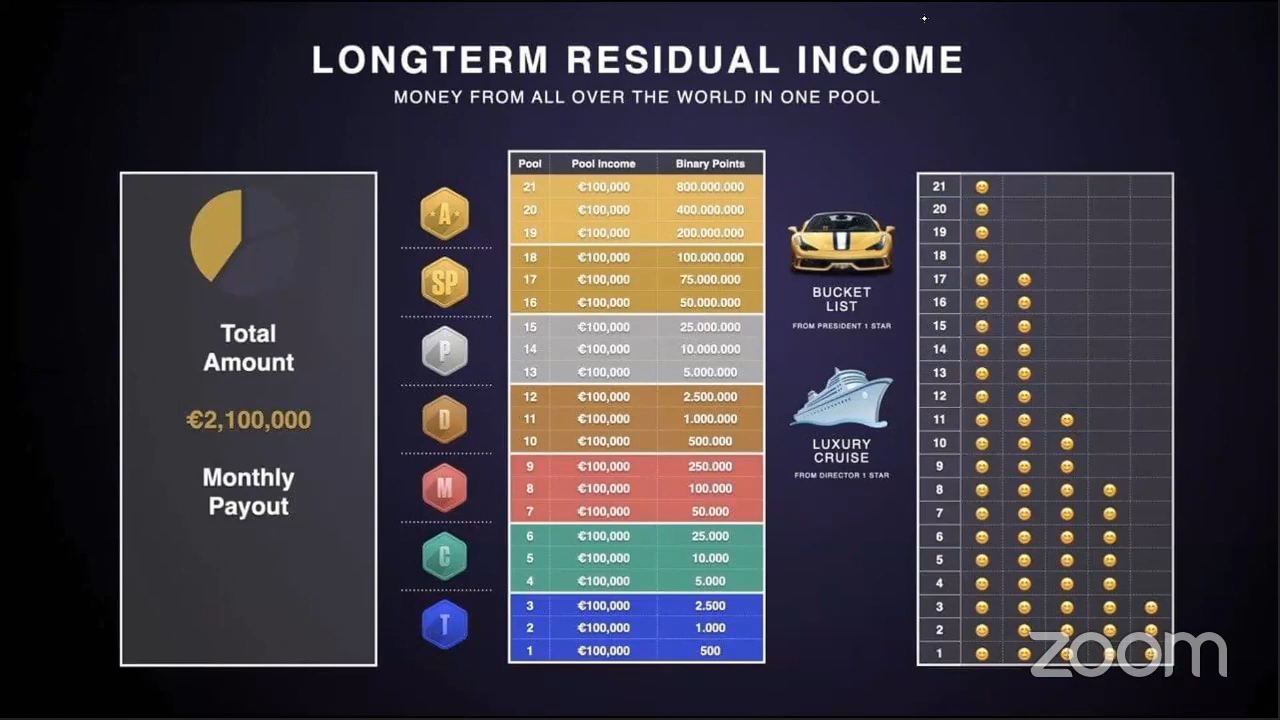 LONGTERM RESIDUAL INCOME
MONEY FROM ALL OVER THE WORLD IN ONE POOL
Total
Amount
€2,100,000
Monthly
Payout
A
SP
P
D
M
C
T
Pool Pool Income Binary Points
21 €100,000 800.000.000
20 €100,000 400.000.000
19 €100,000 200.000.000
18 €100,000 100.000.000
17 €100,000 75.000.000
16 €100,000 50.000.000
15 €100,000 25.000.000
14 €100,000 10.000.000
13 €100,000 5.000.000
12 €100,000 2.500.000
11 €100,000 1.000.000
10 €100,000 500.000
9 €100,000 250.000
8 €100,000 100.000
7 €100,000 50.000
6 €100,000 25.000
5 €100,000 10.000
4 €100,000 5.000
3 €100,000 2.500
2 €100,000 1.000
1 €100,000 500
BUCKET
LIST
FROM PRESIDENT 1 STAR
LUXURY
CRUISE
FROM DIRECTOR 1 STAR
21
20
19
18
17
16
15
14
13
12
11
10
9
8
7
6
5
4
3
2
1
zoom